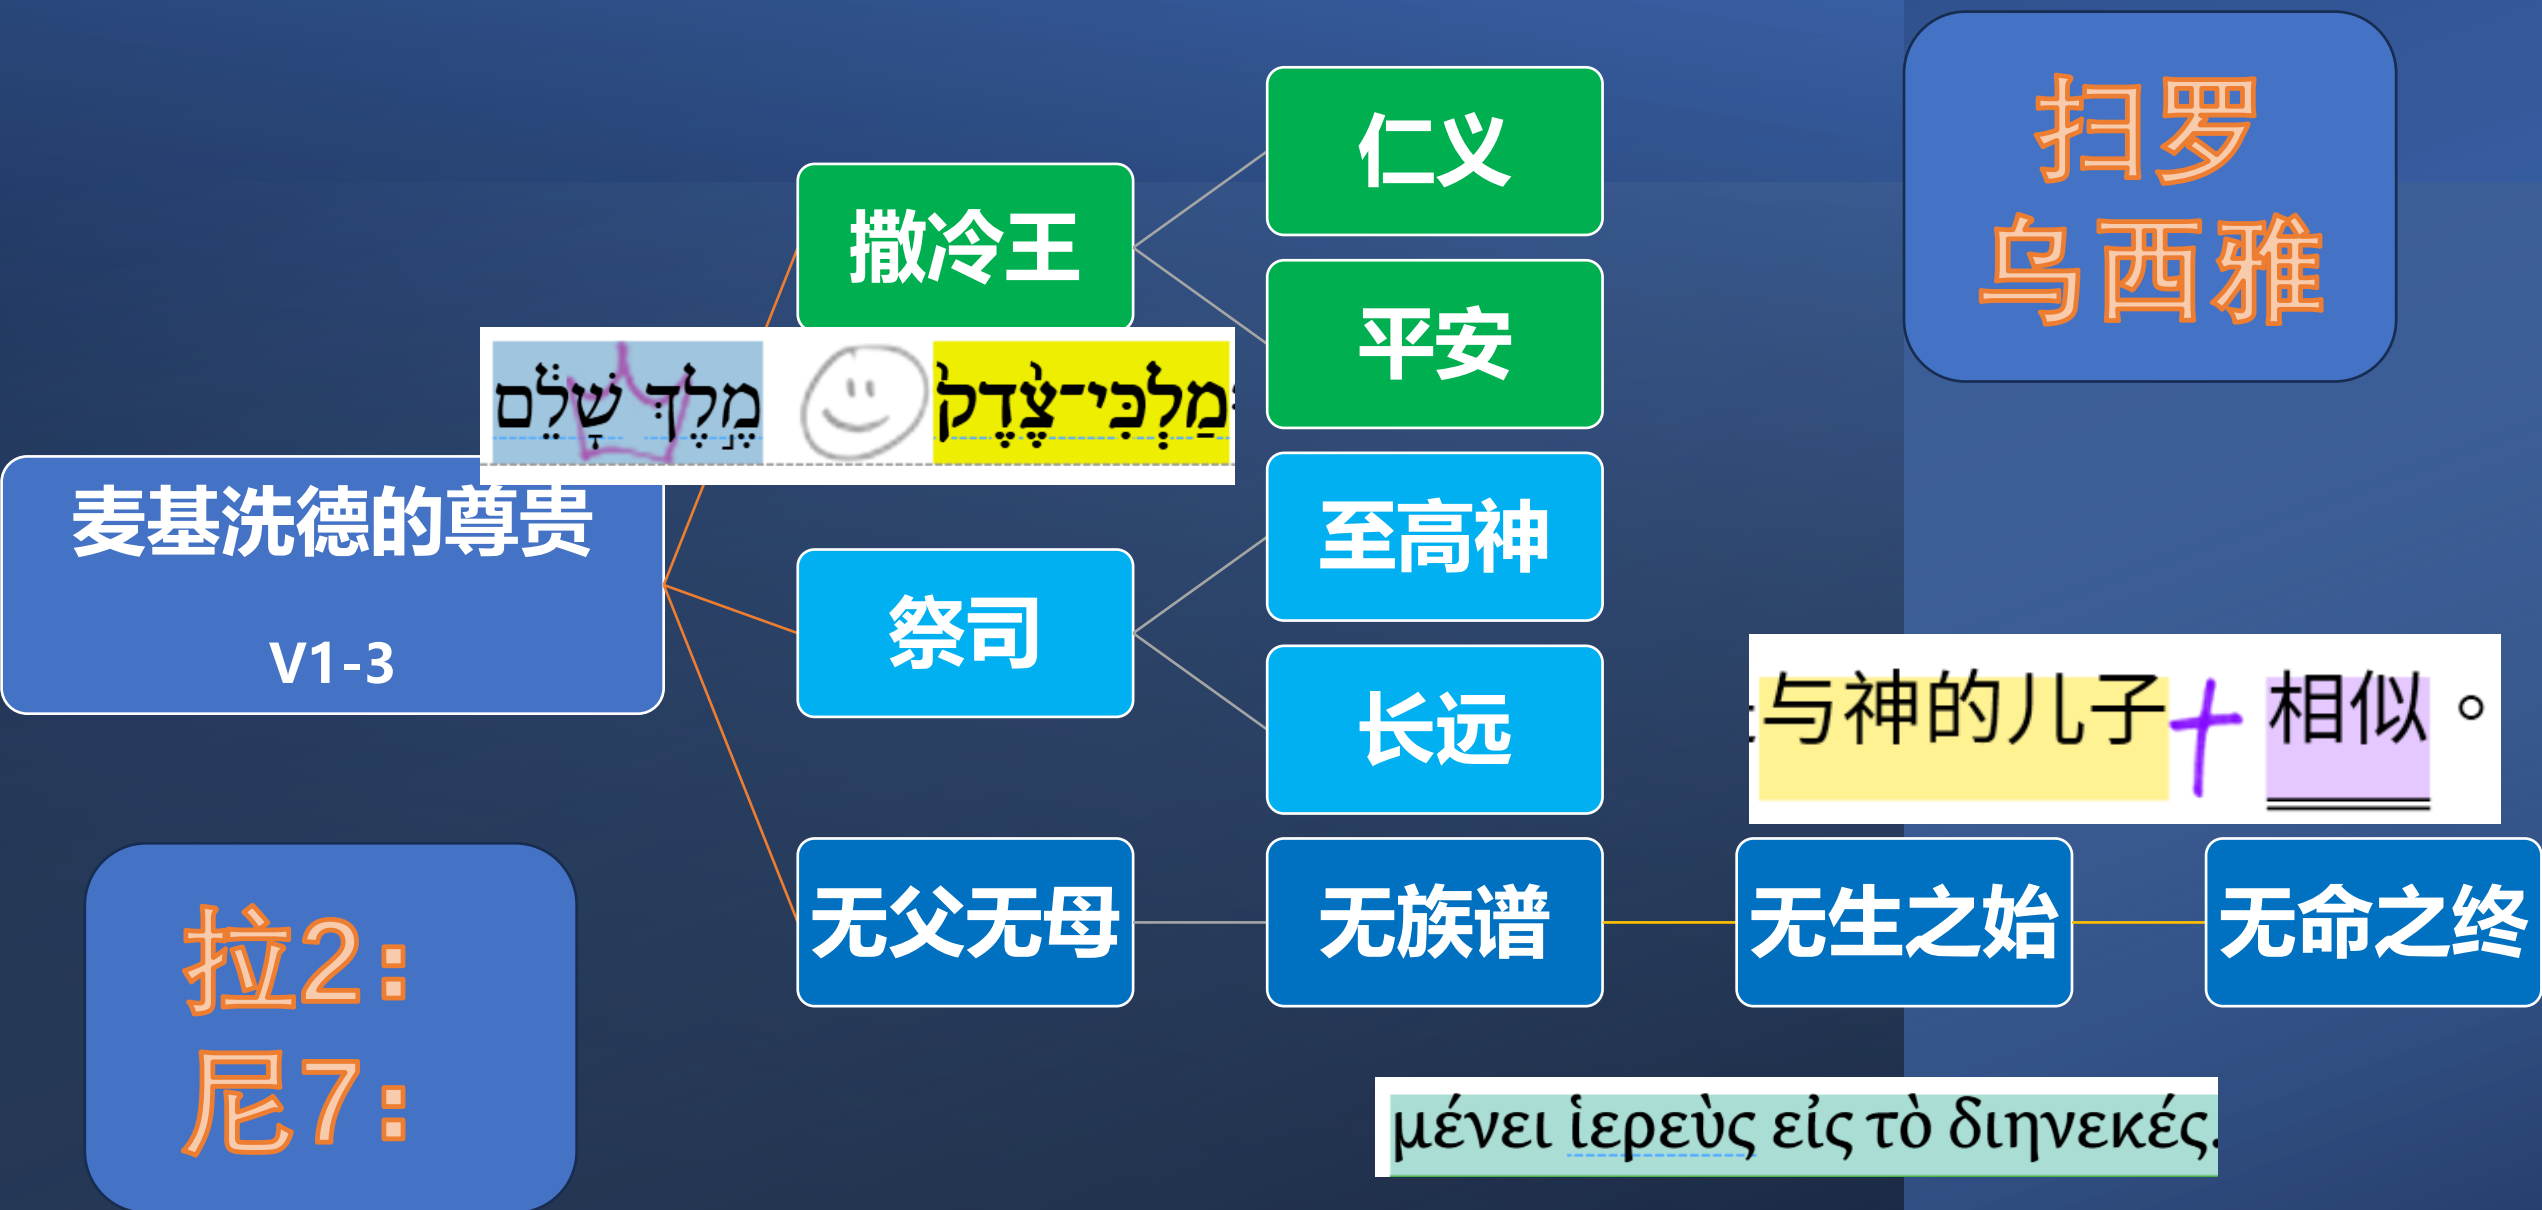 扫罗
乌西雅
仁义
撒冷王
平安
מַלְכִּי־צֶ֙דֶק֙ מֶ֣לֶךְ שָׁלֵ֔ם
麦基洗德的尊贵
V1-3
至高神
祭司
长远
与神的儿子 相似。
无父无母
无族谱
无生之始
无命之终
拉2:
尼7:
μένει ἱερεὺς εἰς τὸ διηνεκές.